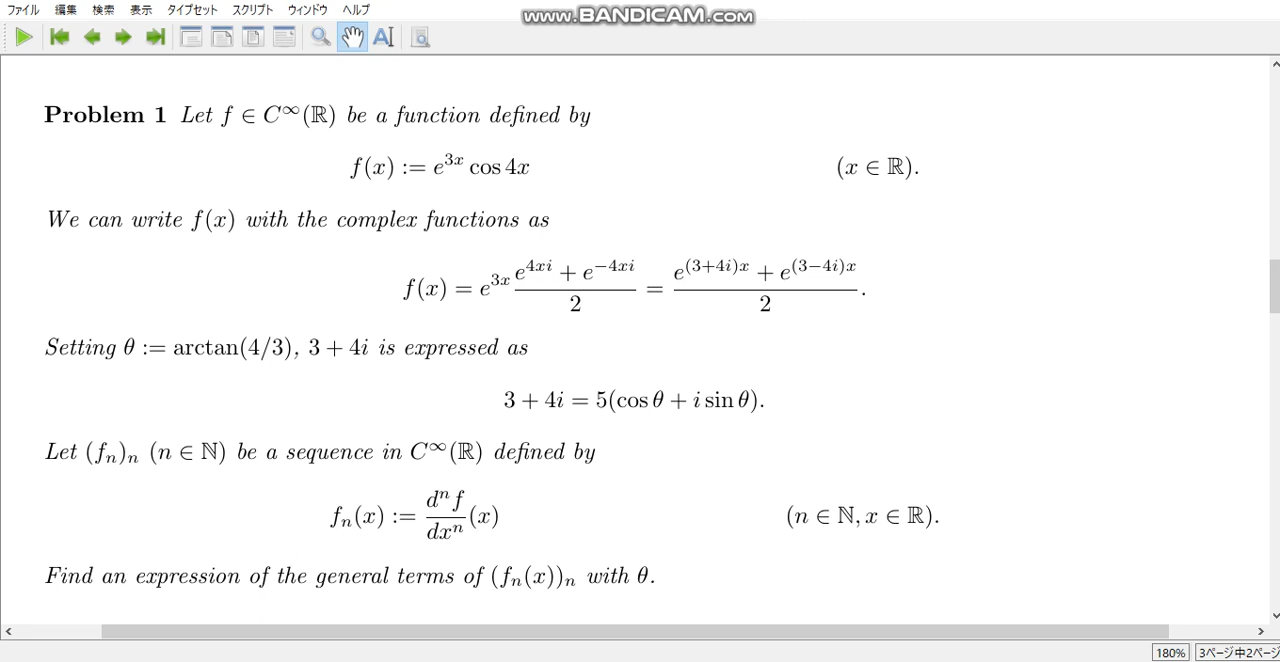 ファイル 編集 検索 表示 タイプセット スクリプト ウィンドウ ヘルプ
www.BANDICAM.com
Problem 1 Let f ∈ C^∞(ℝ) be a function defined by
f(x) := e^{3x} cos 4x (x ∈ ℝ).
We can write f(x) with the complex functions as
f(x) = e^{3x} \frac{e^{4xi} + e^{-4xi}}{2} = \frac{e^{(3+4i)x} + e^{(3-4i)x}}{2}.
Setting θ := arctan(4/3), 3 + 4i is expressed as
3 + 4i = 5(cos θ + i sin θ).
Let (f_n)_n (n ∈ ℕ) be a sequence in C^∞(ℝ) defined by
f_n(x) := \frac{d^n f}{dx^n}(x) (n ∈ ℕ, x ∈ ℝ).
Find an expression of the general terms of (f_n(x))_n with θ.
180% 3ページ中2ページ